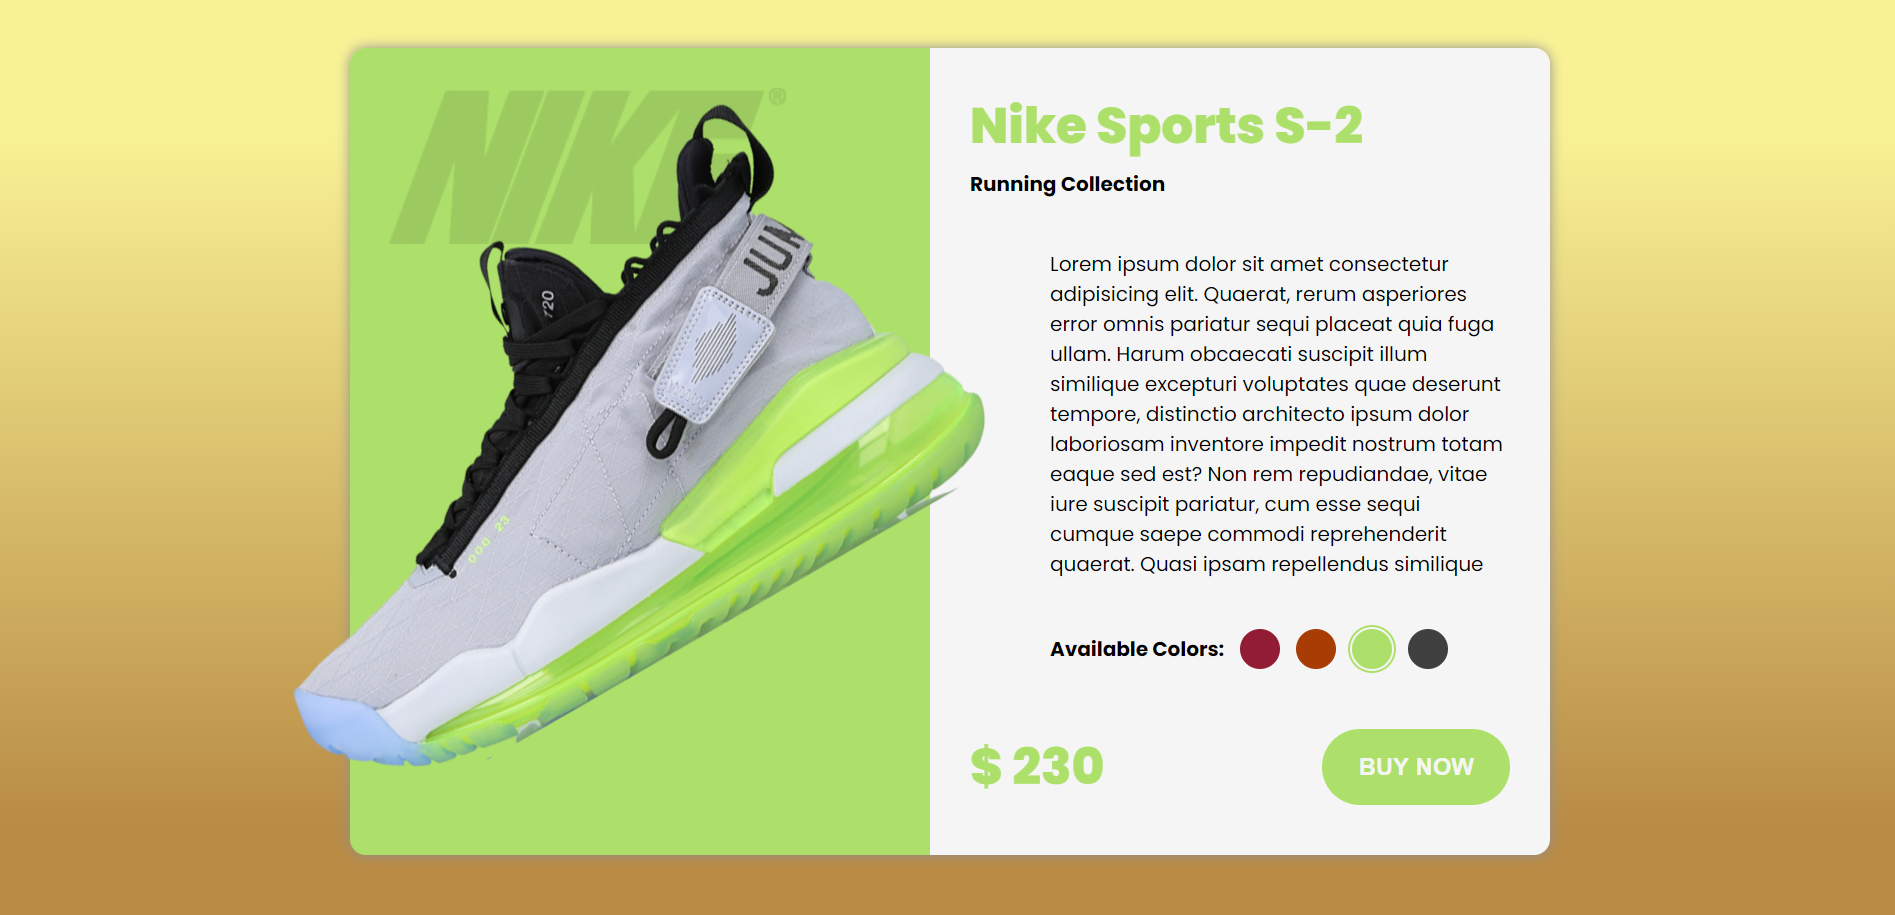 NIKE®
Nike Sports S-2
Running Collection
JUM
720
000 23
Lorem ipsum dolor sit amet consectetur
adipisicing elit. Quaerat, rerum asperiores
error omnis pariatur sequi placeat quia fuga
ullam. Harum obcaecati suscipit illum
similique excepturi voluptates quae deserunt
tempore, distinctio architecto ipsum dolor
laboriosam inventore impedit nostrum totam
eaque sed est? Non rem repudiandae, vitae
iure suscipit pariatur, cum esse sequi
cumque saepe commodi reprehenderit
quaerat. Quasi ipsam repellendus similique
Available Colors:
$ 230
BUY NOW